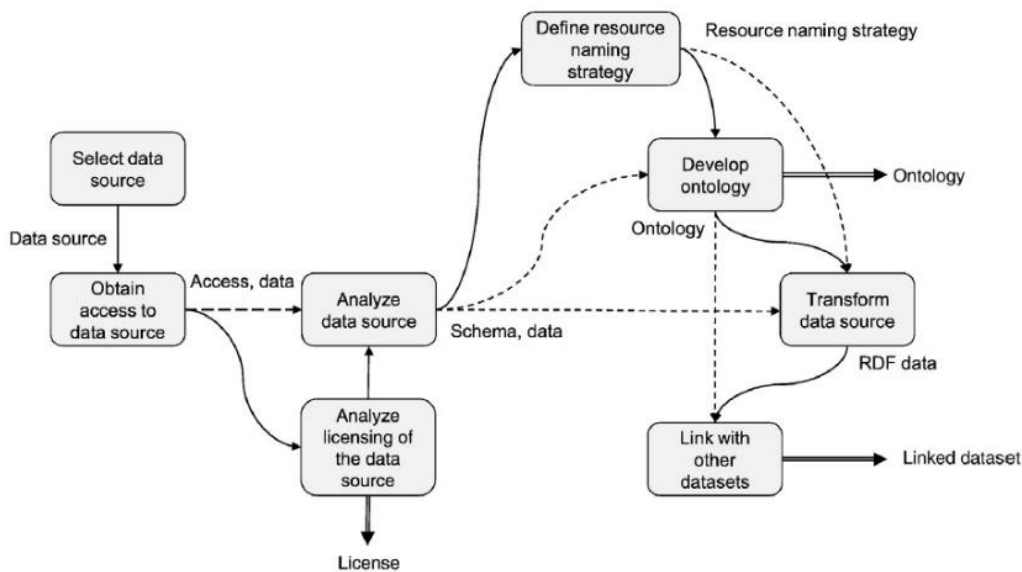 Define resource
naming
strategy
Resource naming strategy
Select data
source
Develop
ontology
Ontology
Data source
Ontology
Obtain
access to
data source
Access, data
Analyze
data source
Schema, data
Transform
data source
RDF data
Analyze
licensing of
the data
source
Link with
other
datasets
Linked dataset
License